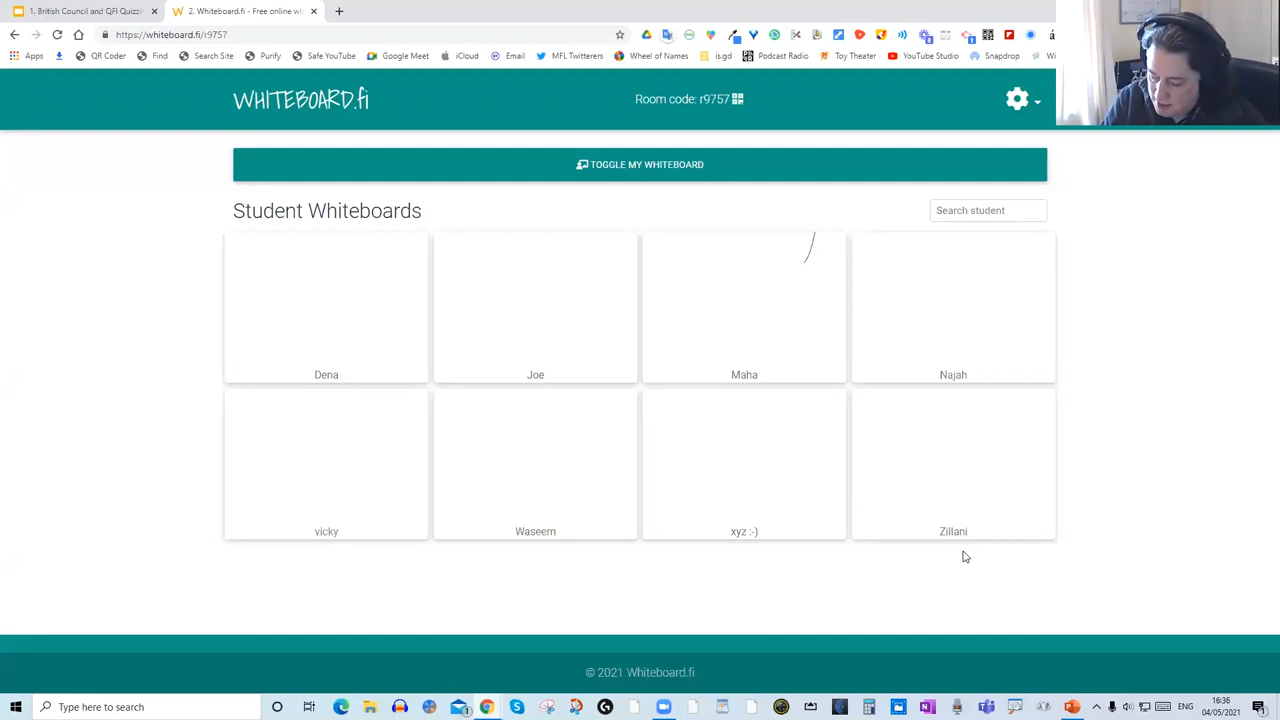 1. British Council and QFI Quizzi
2. Whiteboard.fi - Free online wh
https://whiteboard.fi/r9757
Apps
QR Coder
Find
Search Site
Purify
Safe YouTube
Google Meet
iCloud
Email
MFL Twitterers
Wheel of Names
is.gd
Podcast Radio
Toy Theater
YouTube Studio
Snapdrop
WHITEBOARD.fi
Room code: r9757
TOGGLE MY WHITEBOARD
Student Whiteboards
Search student
Dena
Joe
Maha
Najah
vicky
Waseem
xyz :-)
Zillani
© 2021 Whiteboard.fi
Type here to search
16:36
04/05/2021